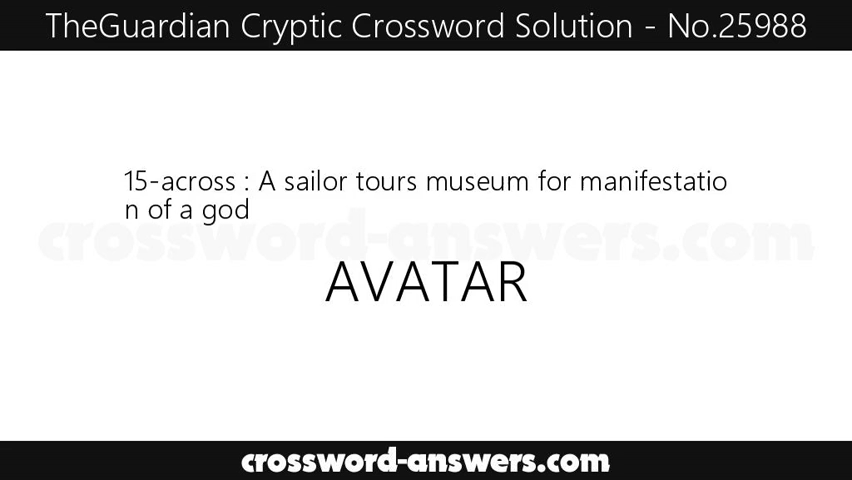 TheGuardian Cryptic Crossword Solution - No.25988
15-across : A sailor tours museum for manifestatio
n of a god
crossword-answers.com
AVATAR
crossword-answers.com